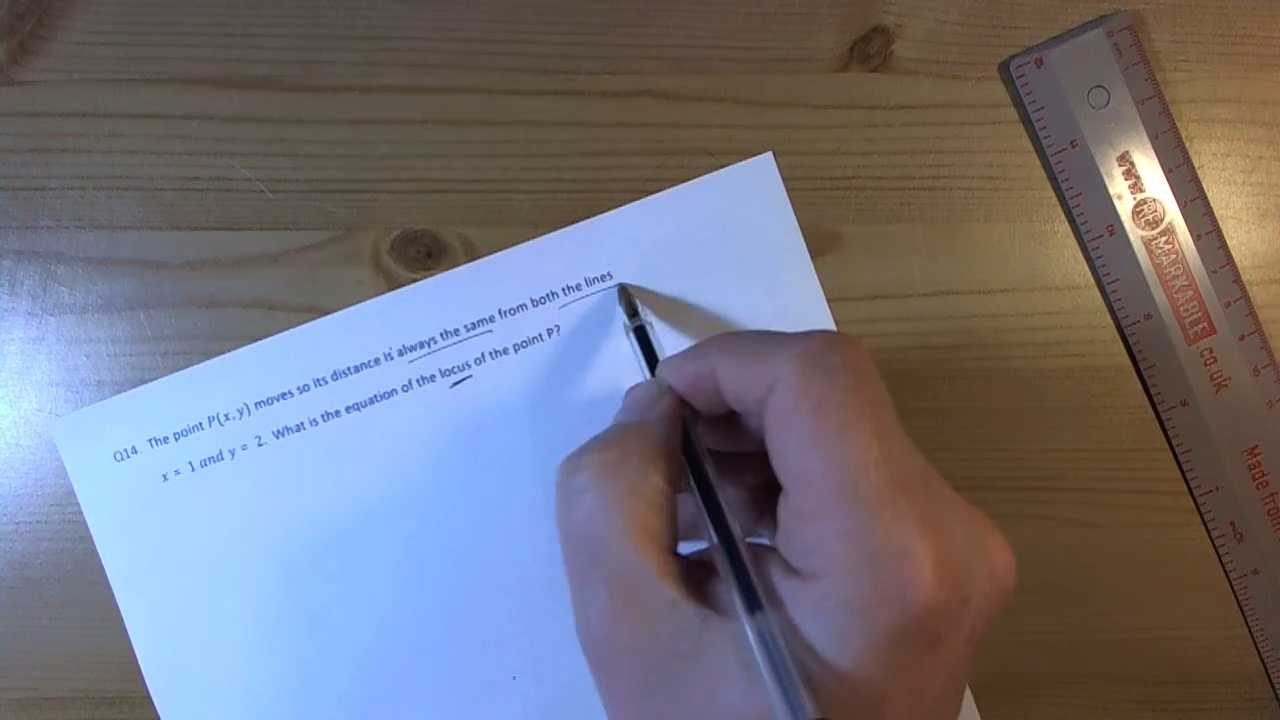 Q14. The point P(x, y) moves so its distance is always the same from both the lines
x = 1 and y = 2. What is the equation of the locus of the point P?
www.
RE
MARKABLE
.co.uk
Made from